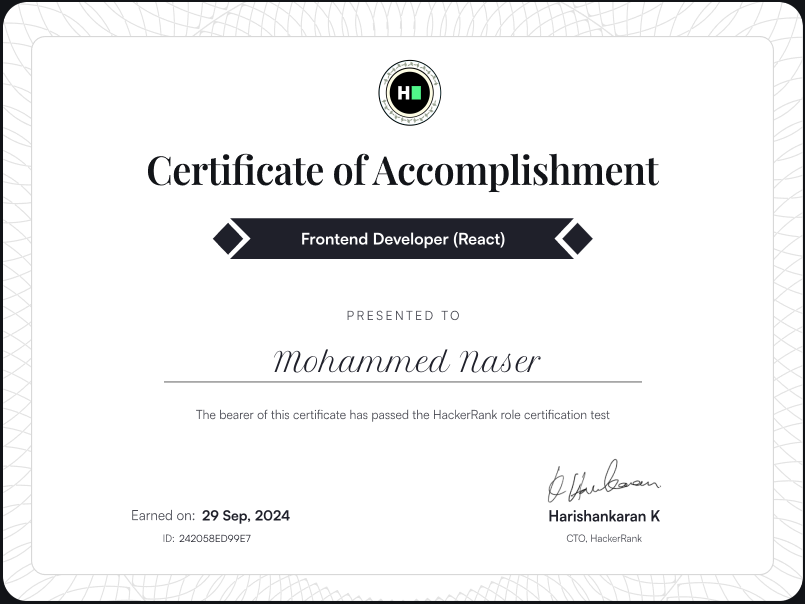 H
Certificate of Accomplishment
Frontend Developer (React)
PRESENTED TO
Mohammed Naser
The bearer of this certificate has passed the HackerRank role certification test
Earned on: 29 Sep, 2024
ID: 242058ED99E7
Harishankaran K
CTO, HackerRank